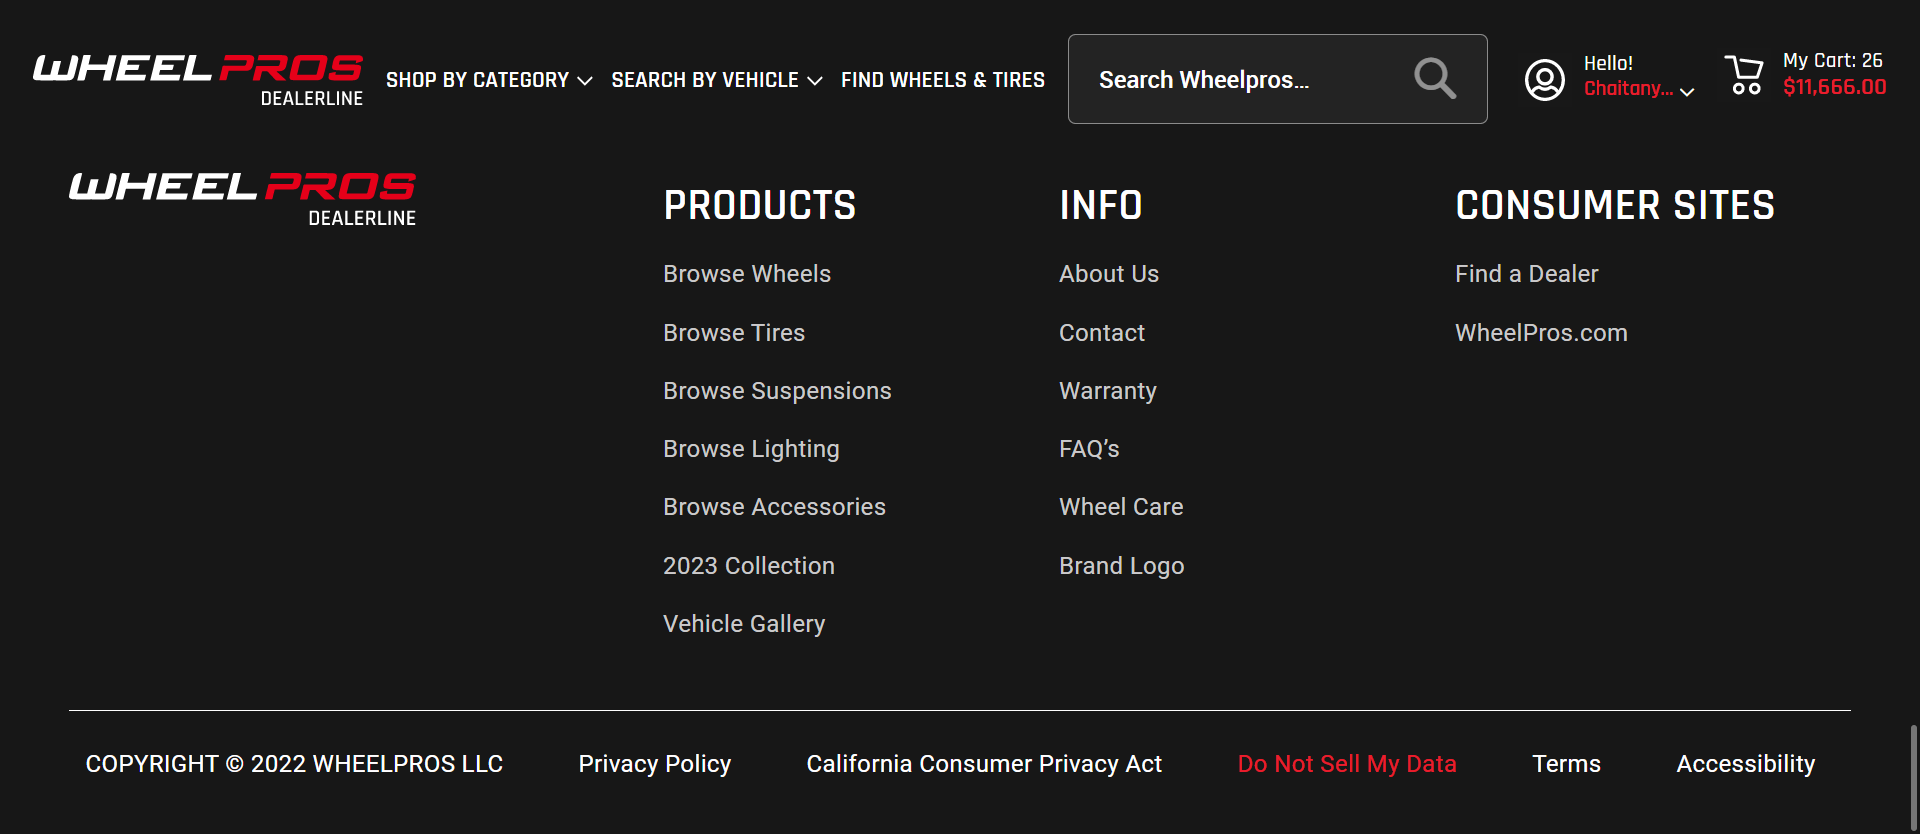 WHEEL PROS
DEALERLINE
SHOP BY CATEGORY
SEARCH BY VEHICLE
FIND WHEELS & TIRES
Search Wheelpros...
Hello!
Chaitany...
My Cart: 26
$11,666.00
WHEEL PROS
DEALERLINE
PRODUCTS
Browse Wheels
Browse Tires
Browse Suspensions
Browse Lighting
Browse Accessories
2023 Collection
Vehicle Gallery
INFO
About Us
Contact
Warranty
FAQ’s
Wheel Care
Brand Logo
CONSUMER SITES
Find a Dealer
WheelPros.com
COPYRIGHT © 2022 WHEELPROS LLC
Privacy Policy
California Consumer Privacy Act
Do Not Sell My Data
Terms
Accessibility